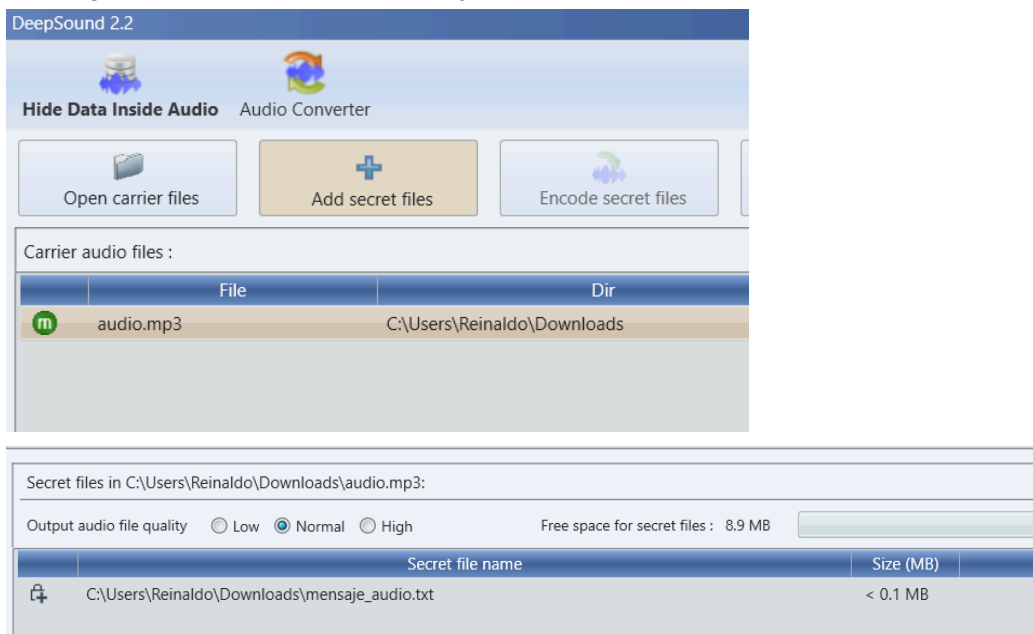 DeepSound 2.2
Hide Data Inside Audio Audio Converter
Open carrier files Add secret files Encode secret files
Carrier audio files :
File Dir
m audio.mp3 C:\Users\Reinaldo\Downloads
Secret files in C:\Users\Reinaldo\Downloads\audio.mp3:
Output audio file quality Low Normal High Free space for secret files : 8.9 MB
Secret file name Size (MB)
C:\Users\Reinaldo\Downloads\mensaje_audio.txt < 0.1 MB